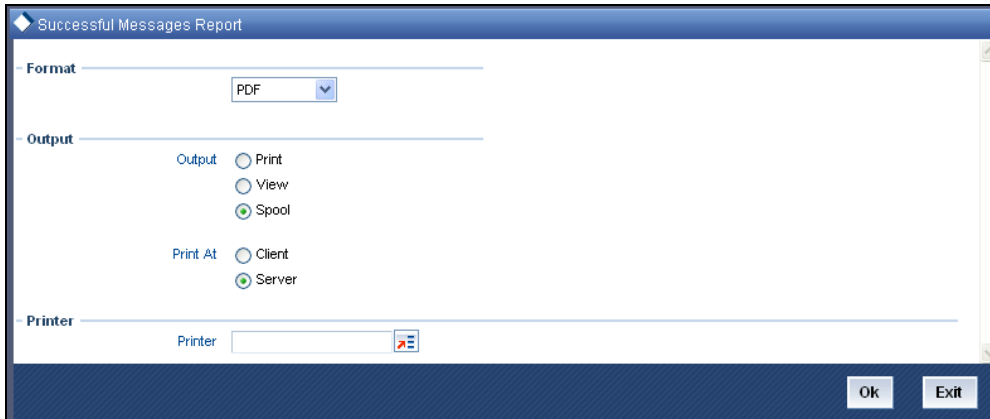 Successful Messages Report
Format
PDF
Output
Output Print
View
Spool
Print At Client
Server
Printer
Printer
Ok Exit